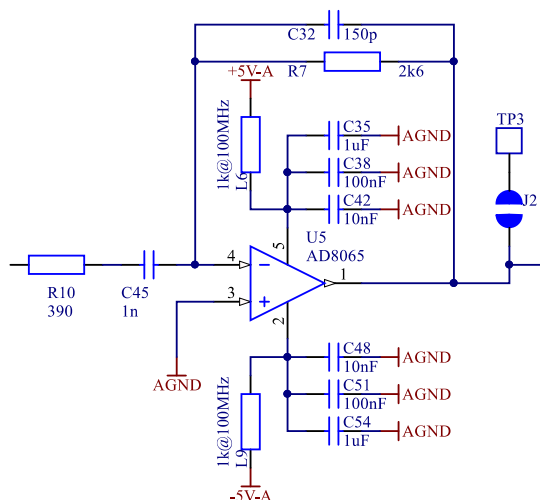 C32 150p
R7 2k6
+5V-A
TP3
C35 AGND
1uF
1k@100MHz
L6
C38 AGND
100nF
C42 AGND
10nF
J2
U5
AD8065
5
4
1
3
2
R10
390
C45
1n
AGND
C48 AGND
10nF
C51 AGND
100nF
C54 AGND
1uF
1k@100MHz
L9
-5V-A